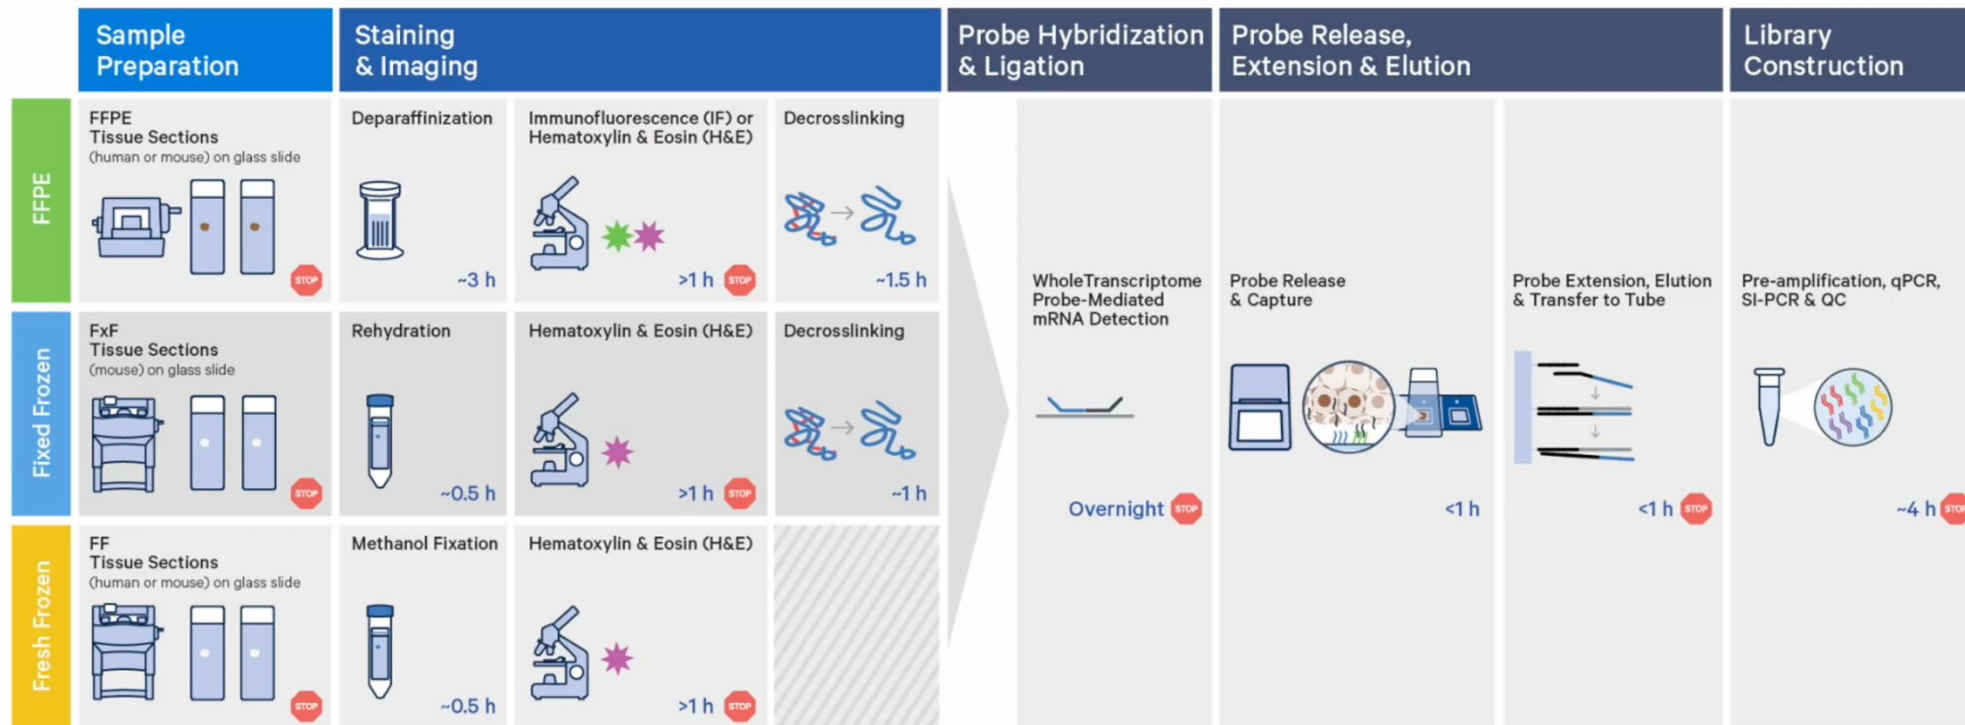 Sample
Preparation
Staining
& Imaging
Probe Hybridization
& Ligation
Probe Release,
Extension & Elution
Library
Construction
FFPE
FFPE
Tissue Sections
(human or mouse) on glass slide
STOP
Deparaffinization
~3 h
Immunofluorescence (IF) or
Hematoxylin & Eosin (H&E)
>1 h STOP
Decrosslinking
~1.5 h
Fixed Frozen
FxF
Tissue Sections
(mouse) on glass slide
STOP
Rehydration
~0.5 h
Hematoxylin & Eosin (H&E)
>1 h STOP
Decrosslinking
~1 h
Fresh Frozen
FF
Tissue Sections
(human or mouse) on glass slide
STOP
Methanol Fixation
~0.5 h
Hematoxylin & Eosin (H&E)
>1 h STOP
WholeTranscriptome
Probe-Mediated
mRNA Detection
Overnight STOP
Probe Release
& Capture
<1 h
Probe Extension, Elution
& Transfer to Tube
<1 h STOP
Pre-amplification, qPCR,
SI-PCR & QC
~4 h STOP